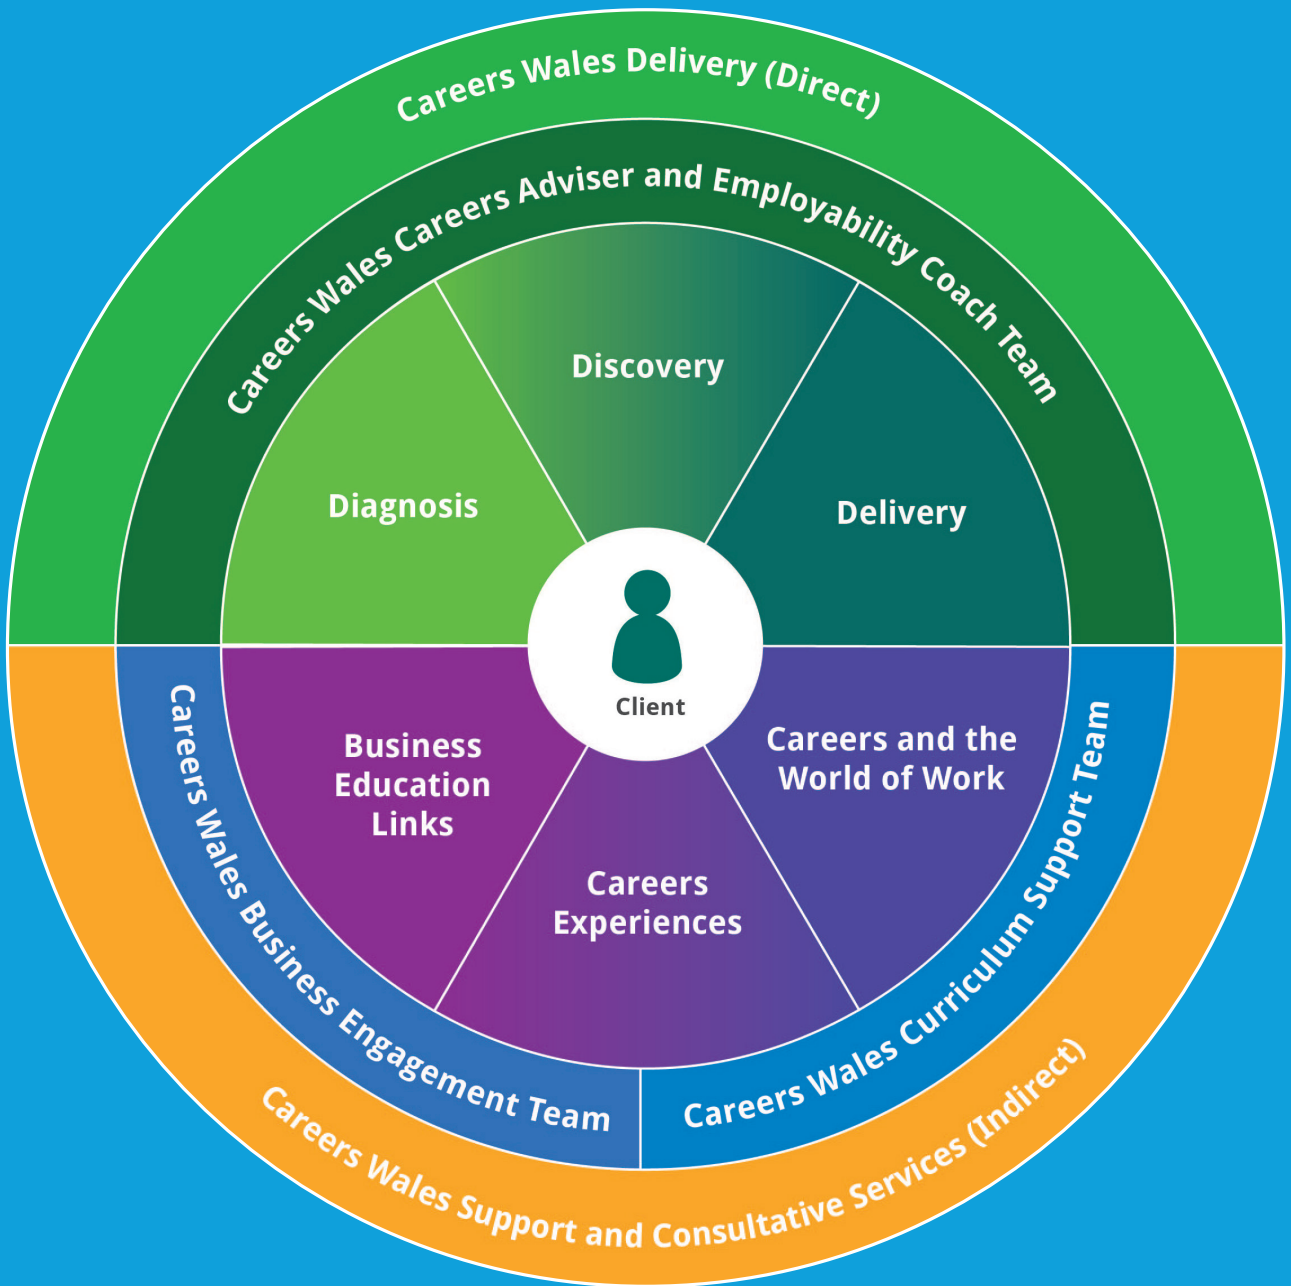 Careers Wales Delivery (Direct)
Careers Wales Careers Adviser and Employability Coach Team
Discovery
Diagnosis
Delivery
Client
Business
Education
Links
Careers and the
World of Work
Careers
Experiences
Careers Wales Business Engagement Team
Careers Wales Curriculum Support Team
Careers Wales Support and Consultative Services (Indirect)